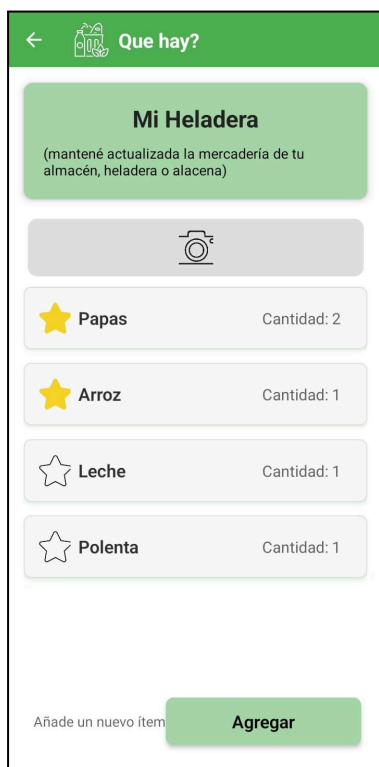 Que hay?
Mi Heladera
(mantené actualizada la mercadería de tu
almacén, heladera o alacena)
Papas Cantidad: 2
Arroz Cantidad: 1
Leche Cantidad: 1
Polenta Cantidad: 1
Añade un nuevo ítem Agregar